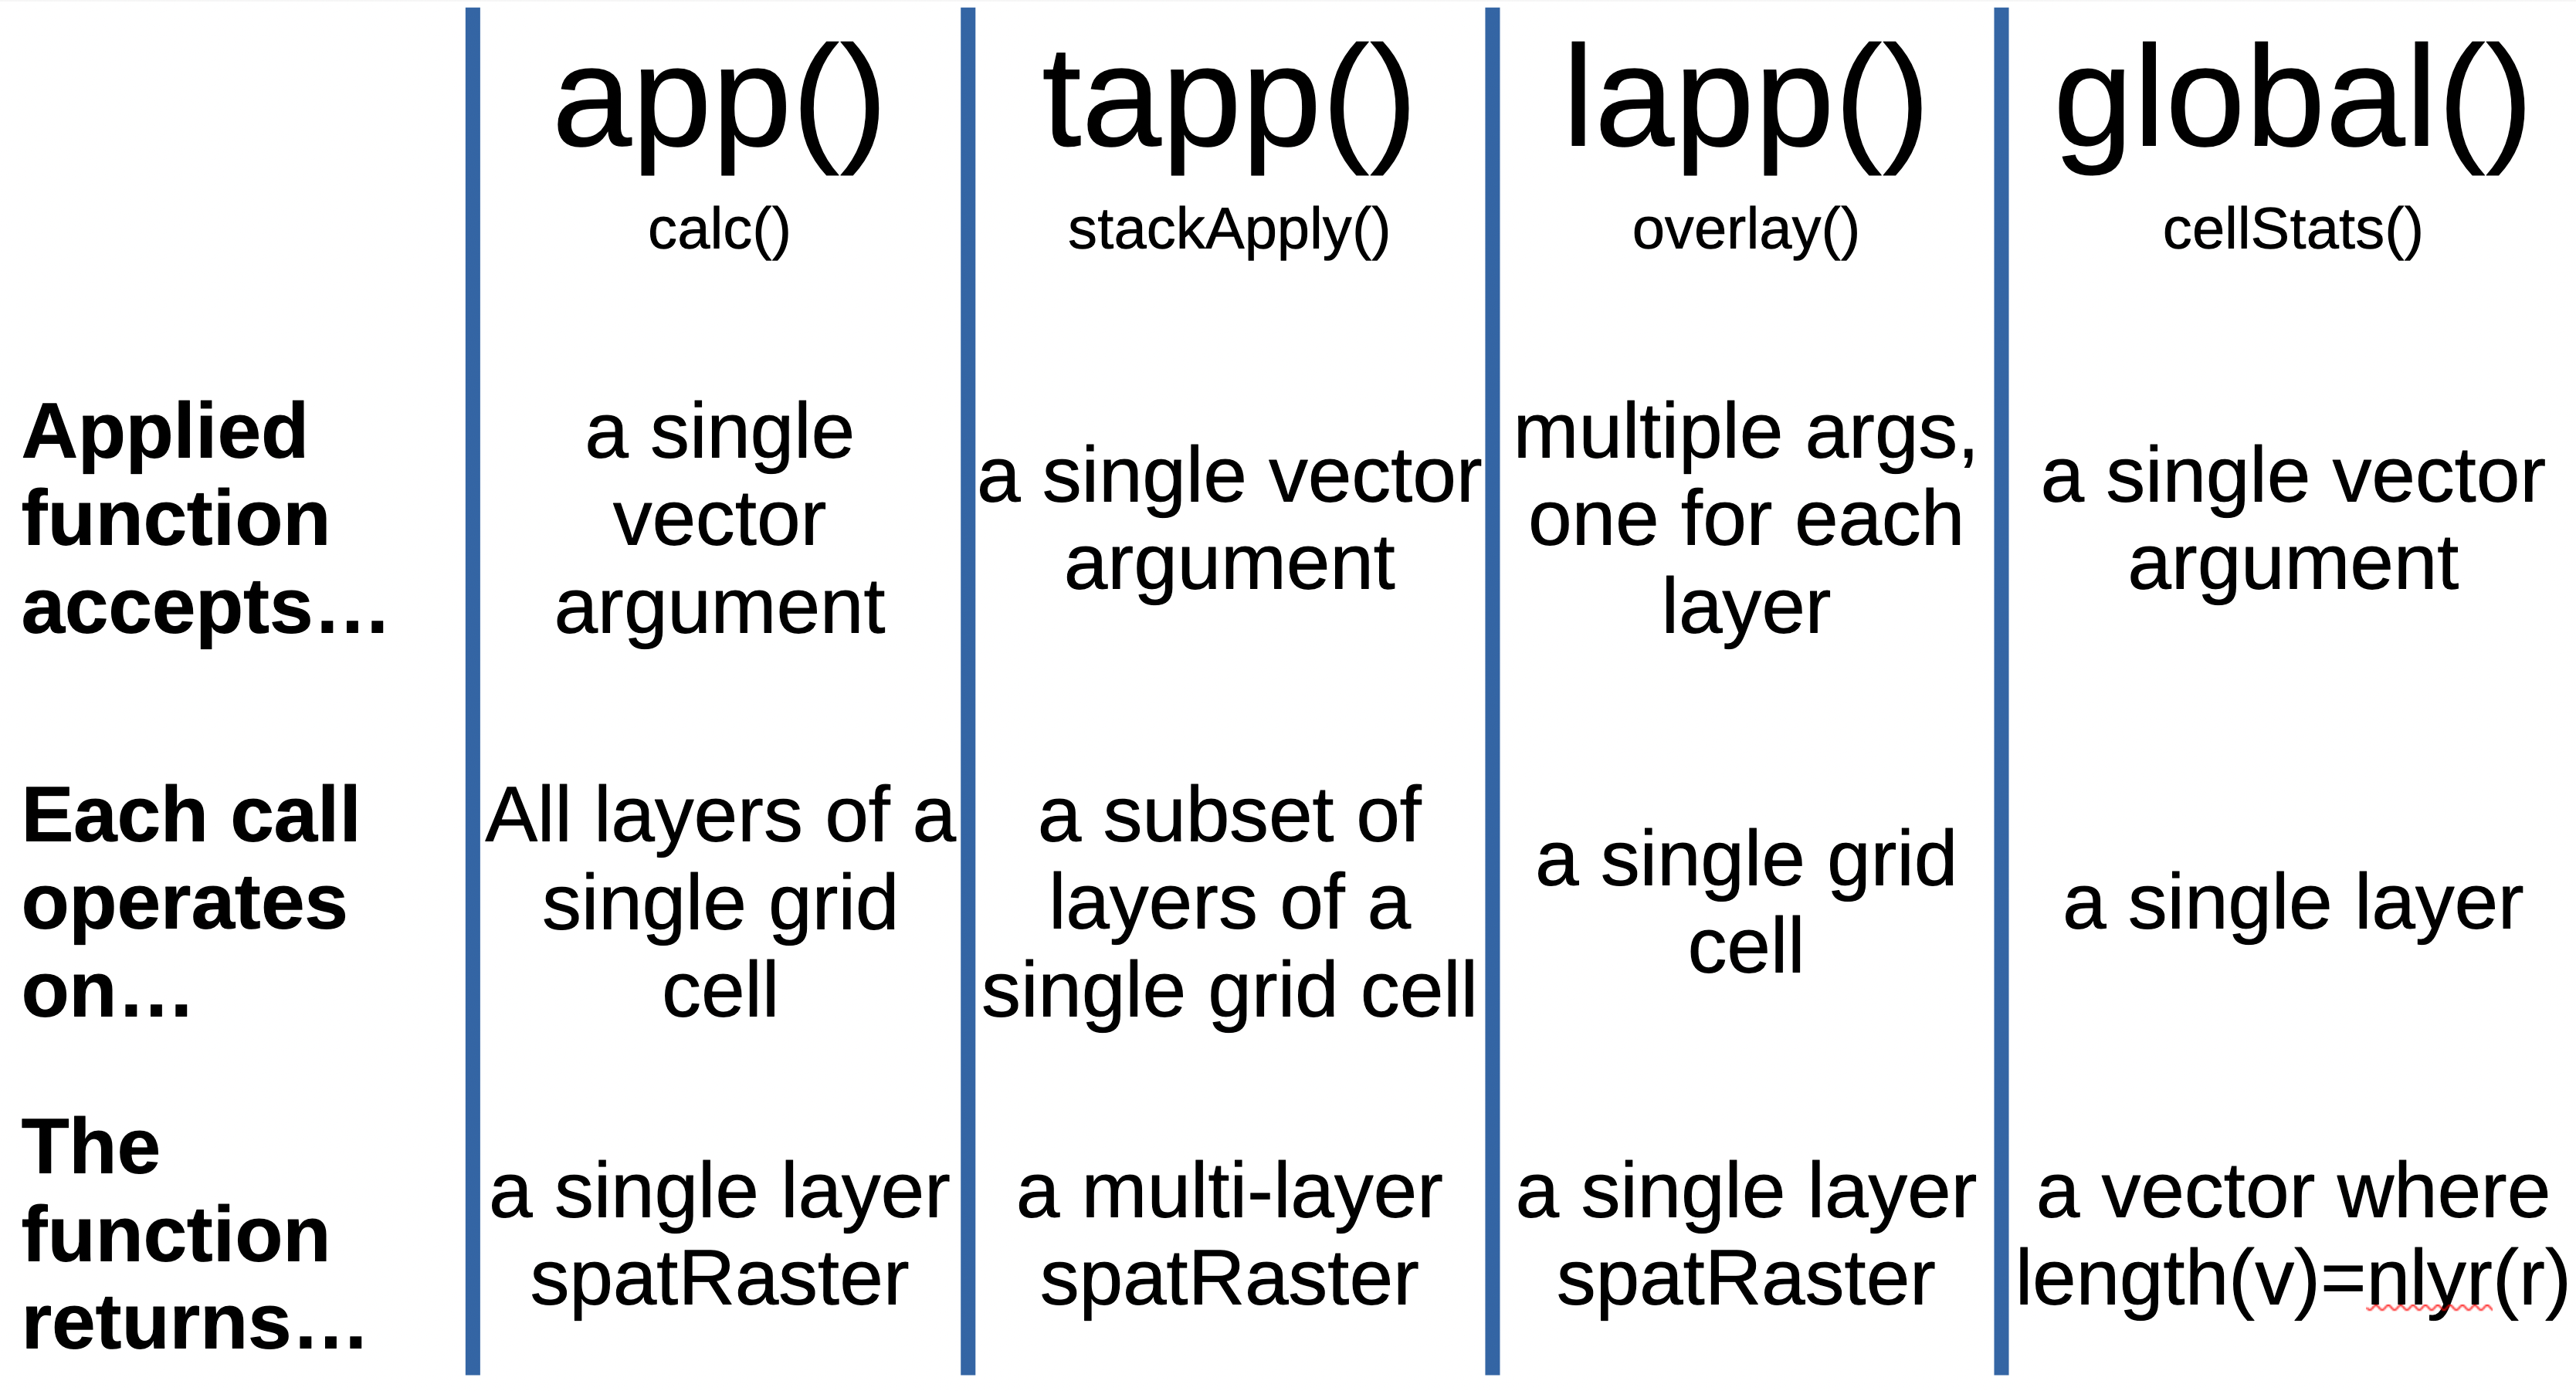 app()
tapp()
lapp()
global()
calc()
stackApply()
overlay()
cellStats()
Applied
function
accepts…
a single
vector
argument
a single vector
argument
multiple args,
one for each
layer
a single vector
argument
Each call
operates
on…
All layers of a
single grid
cell
a subset of
layers of a
single grid cell
a single grid
cell
a single layer
The
function
returns…
a single layer
spatRaster
a multi-layer
spatRaster
a single layer
spatRaster
a vector where
length(v)=nlyr(r)